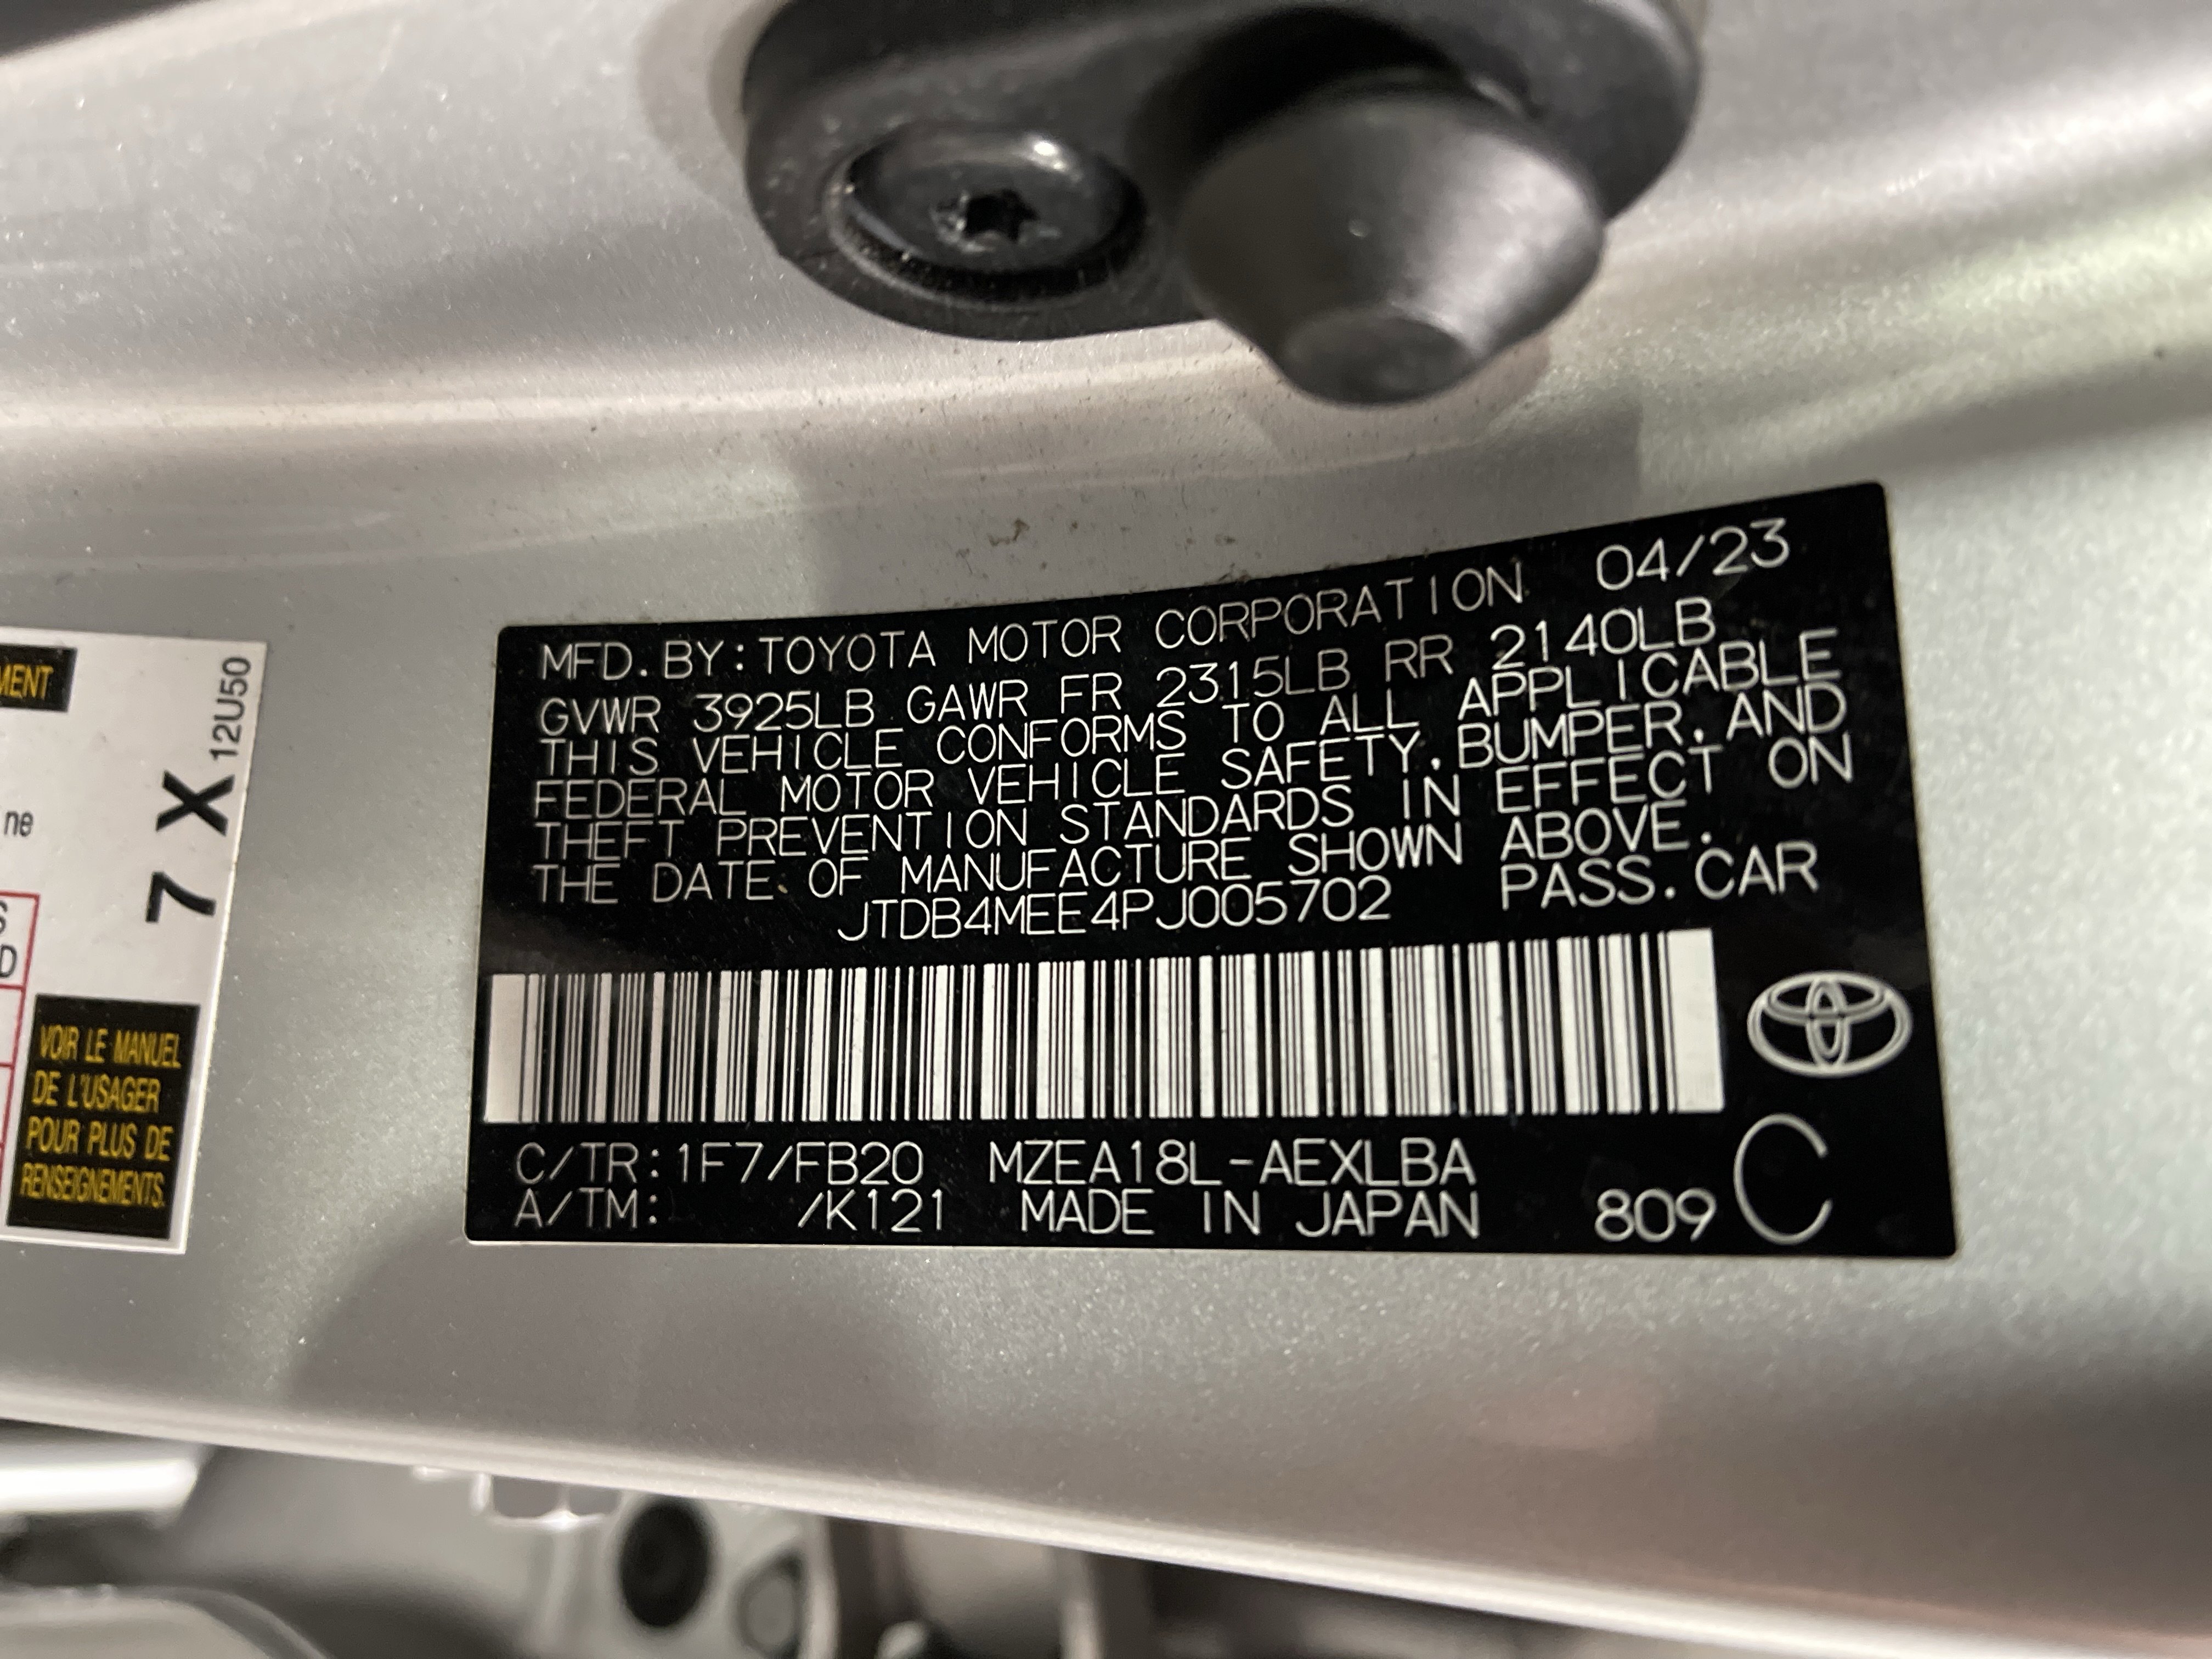 MFD.BY:TOYOTA MOTOR CORPORATION 04/23
GVWR 3925LB GAWR FR 2315LB RR 2140LB
THIS VEHICLE CONFORMS TO ALL APPLICABLE
FEDERAL MOTOR VEHICLE SAFETY, BUMPER, AND
THEFT PREVENTION STANDARDS IN EFFECT ON
THE DATE OF MANUFACTURE SHOWN ABOVE.
JTDB4MEE4PJ005702 PASS.CAR
C/TR:1F7/FB20 MZEA18L-AEXLBA
A/TM: /K121 MADE IN JAPAN 809 C
MENT
ne
S
D
7 X 12U50
VOIR LE MANUEL
DE L'USAGER
POUR PLUS DE
RENSEIGNEMENTS.